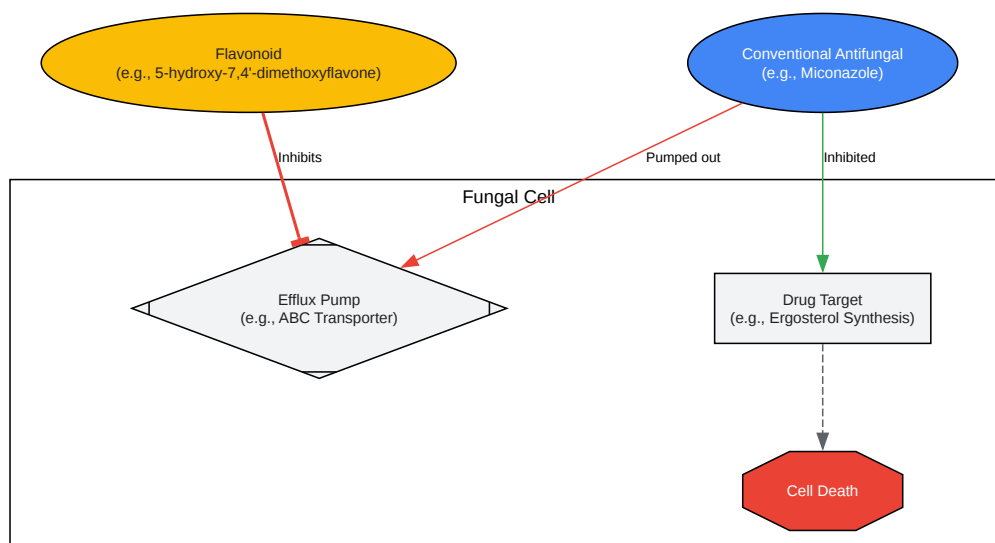 Flavonoid
(e.g., 5-hydroxy-7,4'-dimethoxyflavone)
Conventional Antifungal
(e.g., Miconazole)
Inhibits
Pumped out
Inhibited
Fungal Cell
Efflux Pump
(e.g., ABC Transporter)
Drug Target
(e.g., Ergosterol Synthesis)
Cell Death